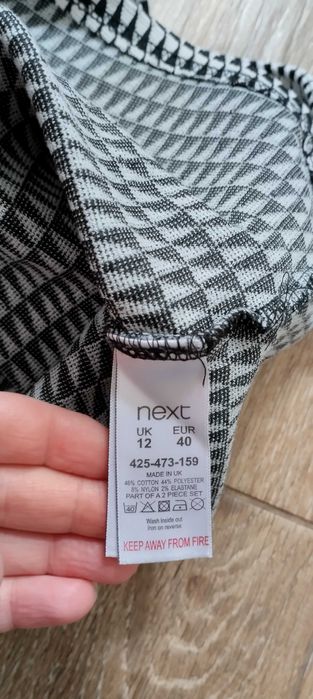 next
UK EUR
12 40
425-473-159
MADE IN UK
46% COTTON 44% POLYESTER
8% NYLON 2% ELASTANE
PART OF A 2 PIECE SET
40
Wash inside out
Iron on reverse
KEEP AWAY FROM FIRE